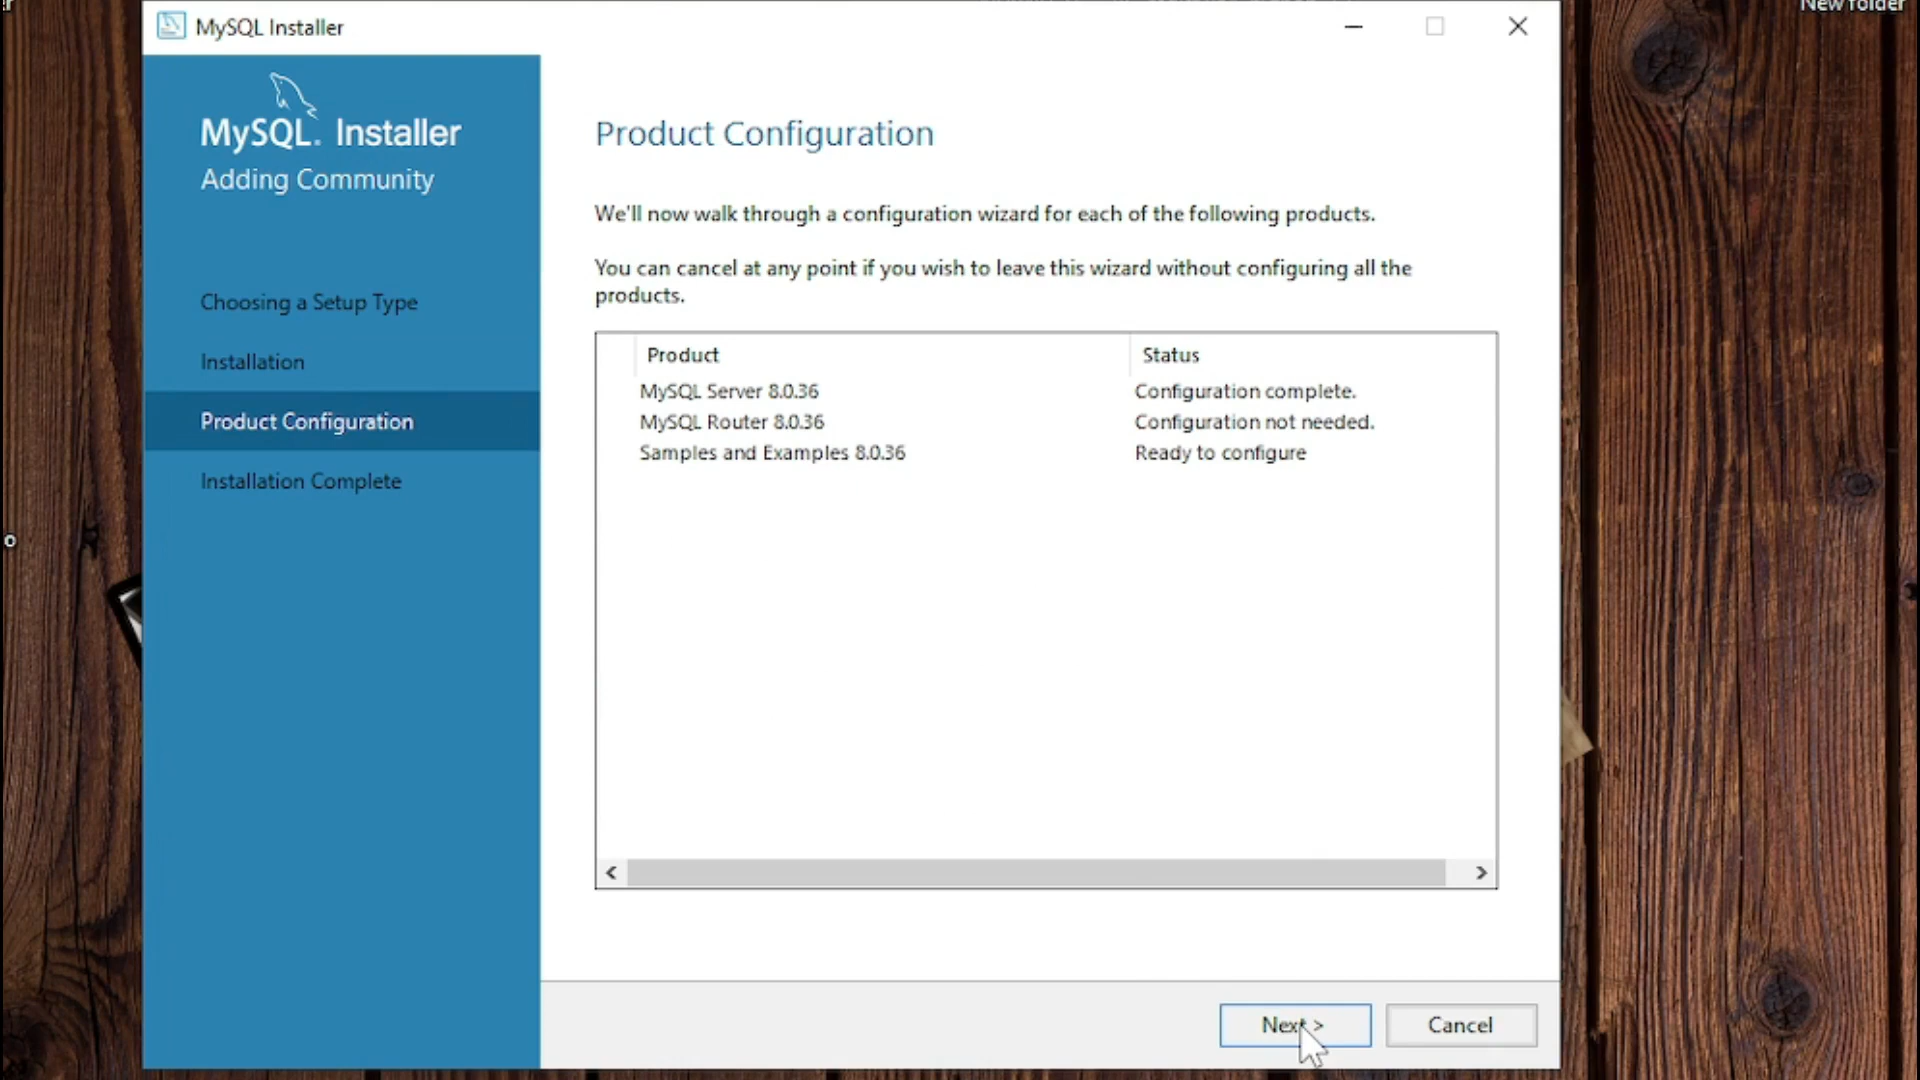 New folder
MySQL Installer
MySQL. Installer
Adding Community
Choosing a Setup Type
Installation
Product Configuration
Installation Complete
Product Configuration
We'll now walk through a configuration wizard for each of the following products.
You can cancel at any point if you wish to leave this wizard without configuring all the
products.
Product Status
MySQL Server 8.0.36 Configuration complete.
MySQL Router 8.0.36 Configuration not needed.
Samples and Examples 8.0.36 Ready to configure
o
Next >
Cancel